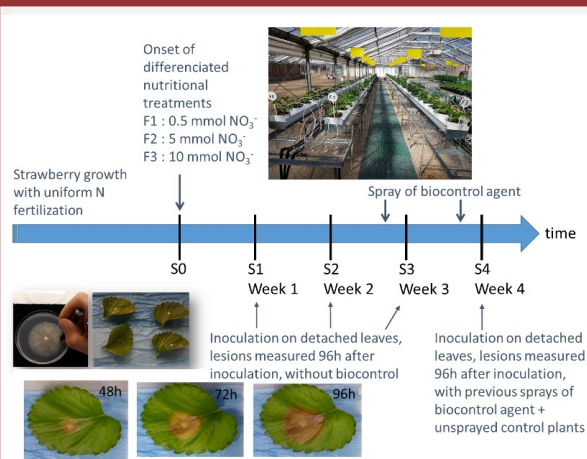 Onset of
differenciated
nutritional
treatments
F1 : 0.5 mmol NO₃⁻
F2 : 5 mmol NO₃⁻
F3 : 10 mmol NO₃⁻
Strawberry growth
with uniform N
fertilization
Spray of biocontrol agent
time
S0
S1
S2
S3
S4
Week 1
Week 2
Week 3
Week 4
Inoculation on detached leaves,
lesions measured 96h after
inoculation, without biocontrol
Inoculation on detached
leaves, lesions measured
96h after inoculation,
with previous sprays of
biocontrol agent +
unsprayed control plants
48h
72h
96h